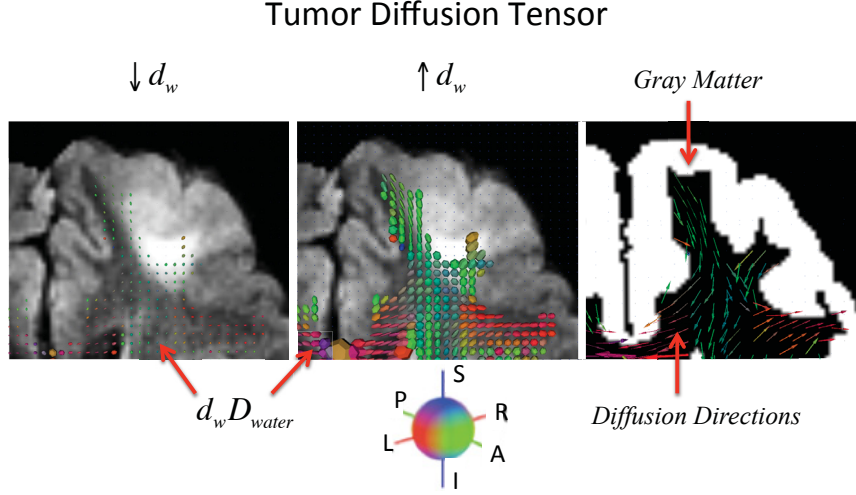 Tumor Diffusion Tensor
↓ d_w
↑ d_w
Gray Matter
d_w D_water
Diffusion Directions
S
P
R
L
A
I